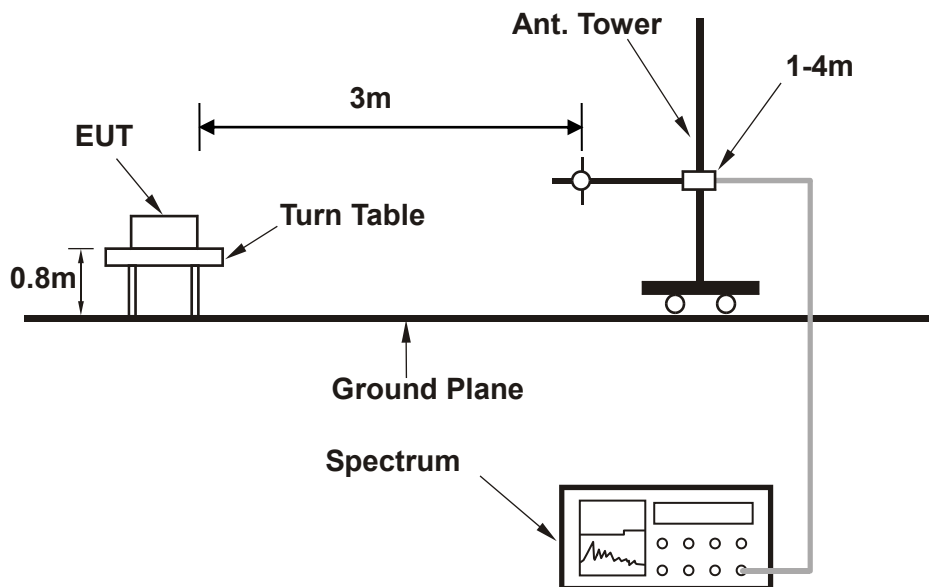 Ant. Tower
1-4m
3m
EUT
Turn Table
0.8m
Ground Plane
Spectrum